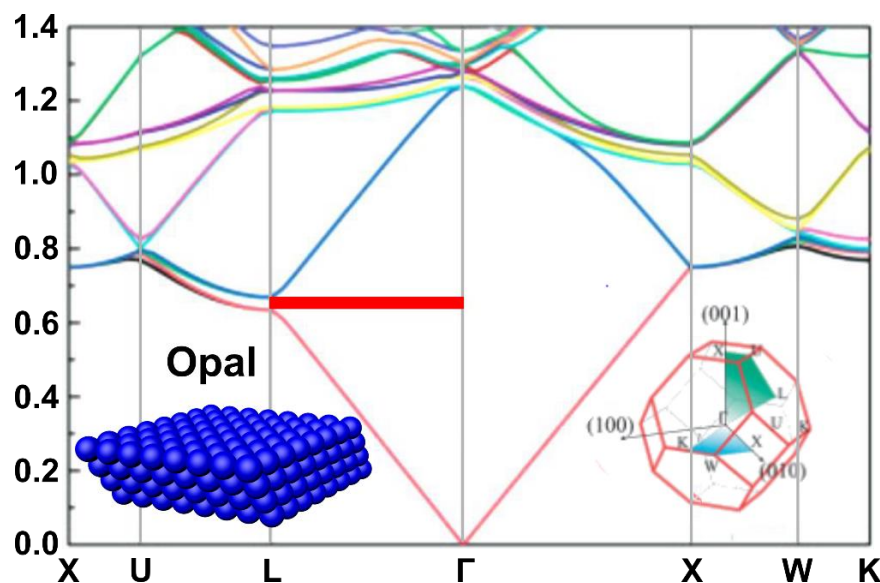 1.4
1.2
1.0
0.8
0.6
0.4
0.2
0.0
Opal
(001)
X U
L
Γ
(100)
U
K
K
X
W
(010)
X U L Γ X W K